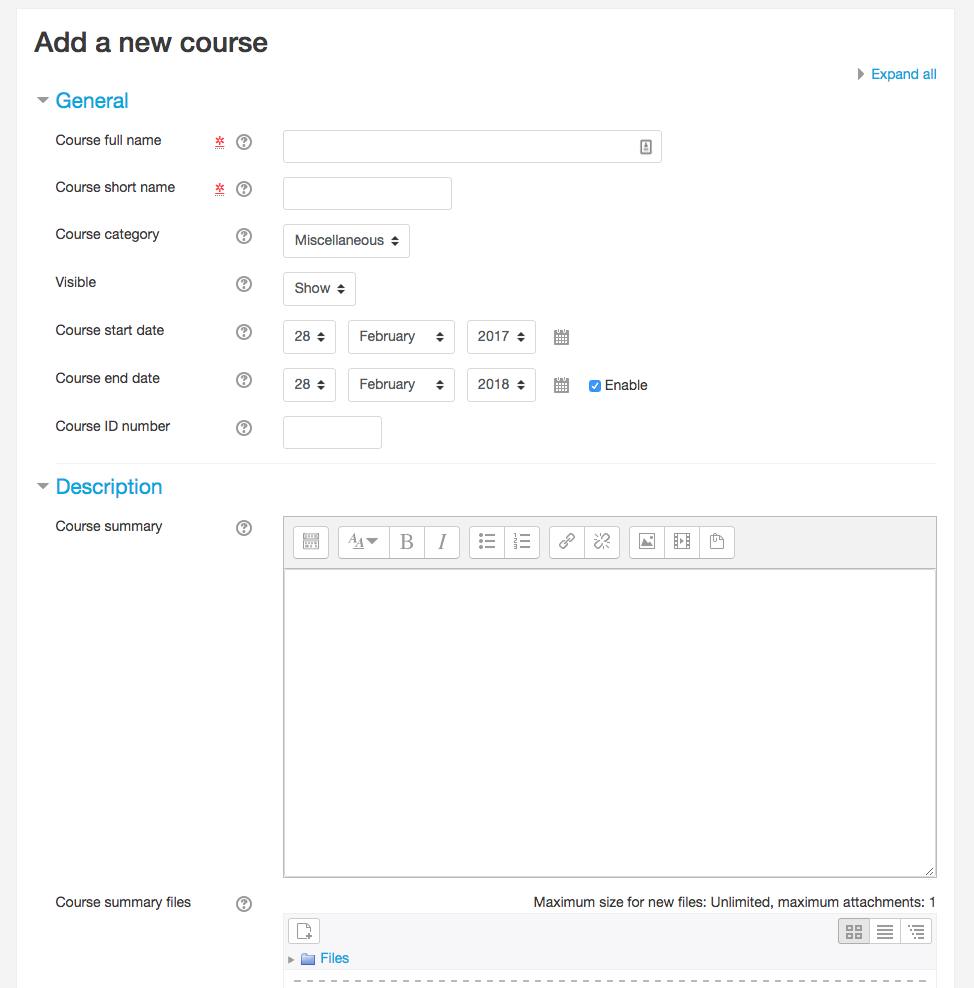 Add a new course
Expand all
General
Course full name
Course short name
Course category Miscellaneous
Visible Show
Course start date 28 February 2017
Course end date 28 February 2018 Enable
Course ID number
Description
Course summary
Course summary files Maximum size for new files: Unlimited, maximum attachments: 1
Files